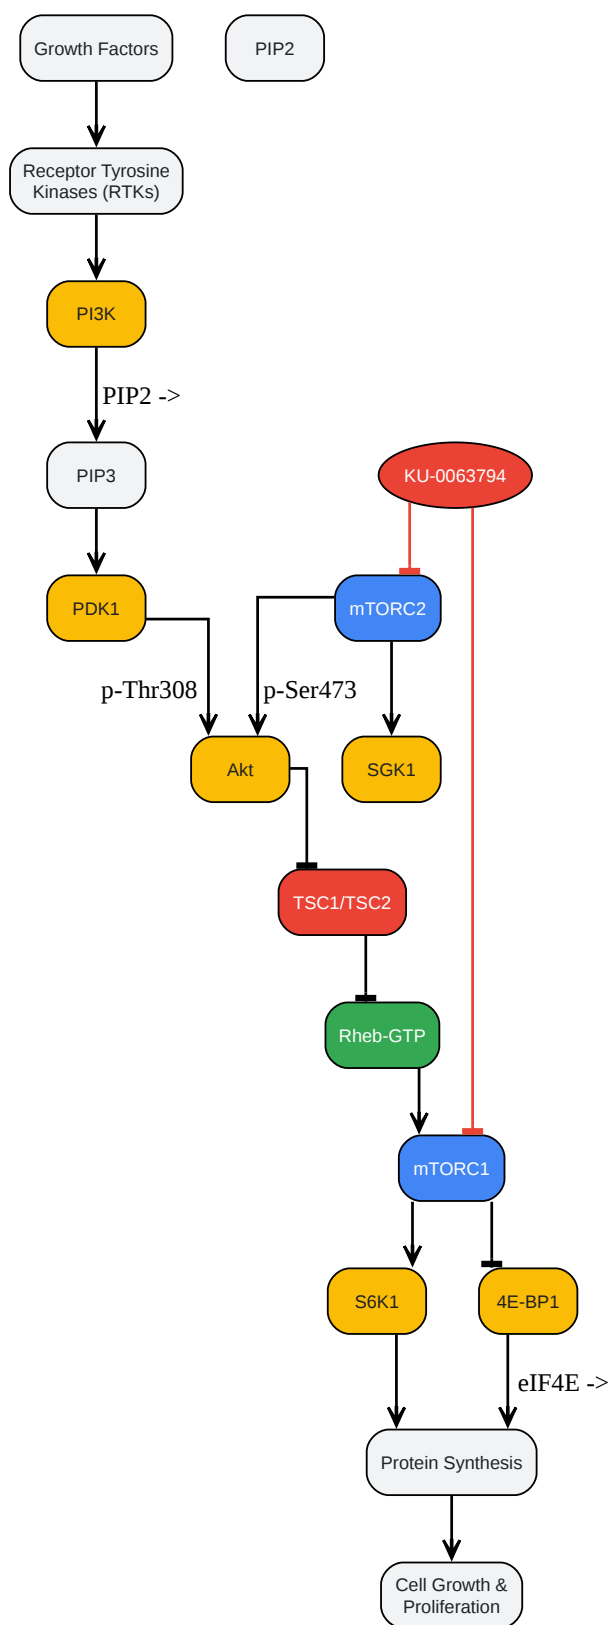 Growth Factors
PIP2
Receptor Tyrosine
Kinases (RTKs)
PI3K
PIP2 ->
PIP3
KU-0063794
PDK1
mTORC2
p-Thr308
p-Ser473
Akt
SGK1
TSC1/TSC2
Rheb-GTP
mTORC1
S6K1
4E-BP1
eIF4E ->
Protein Synthesis
Cell Growth &
Proliferation